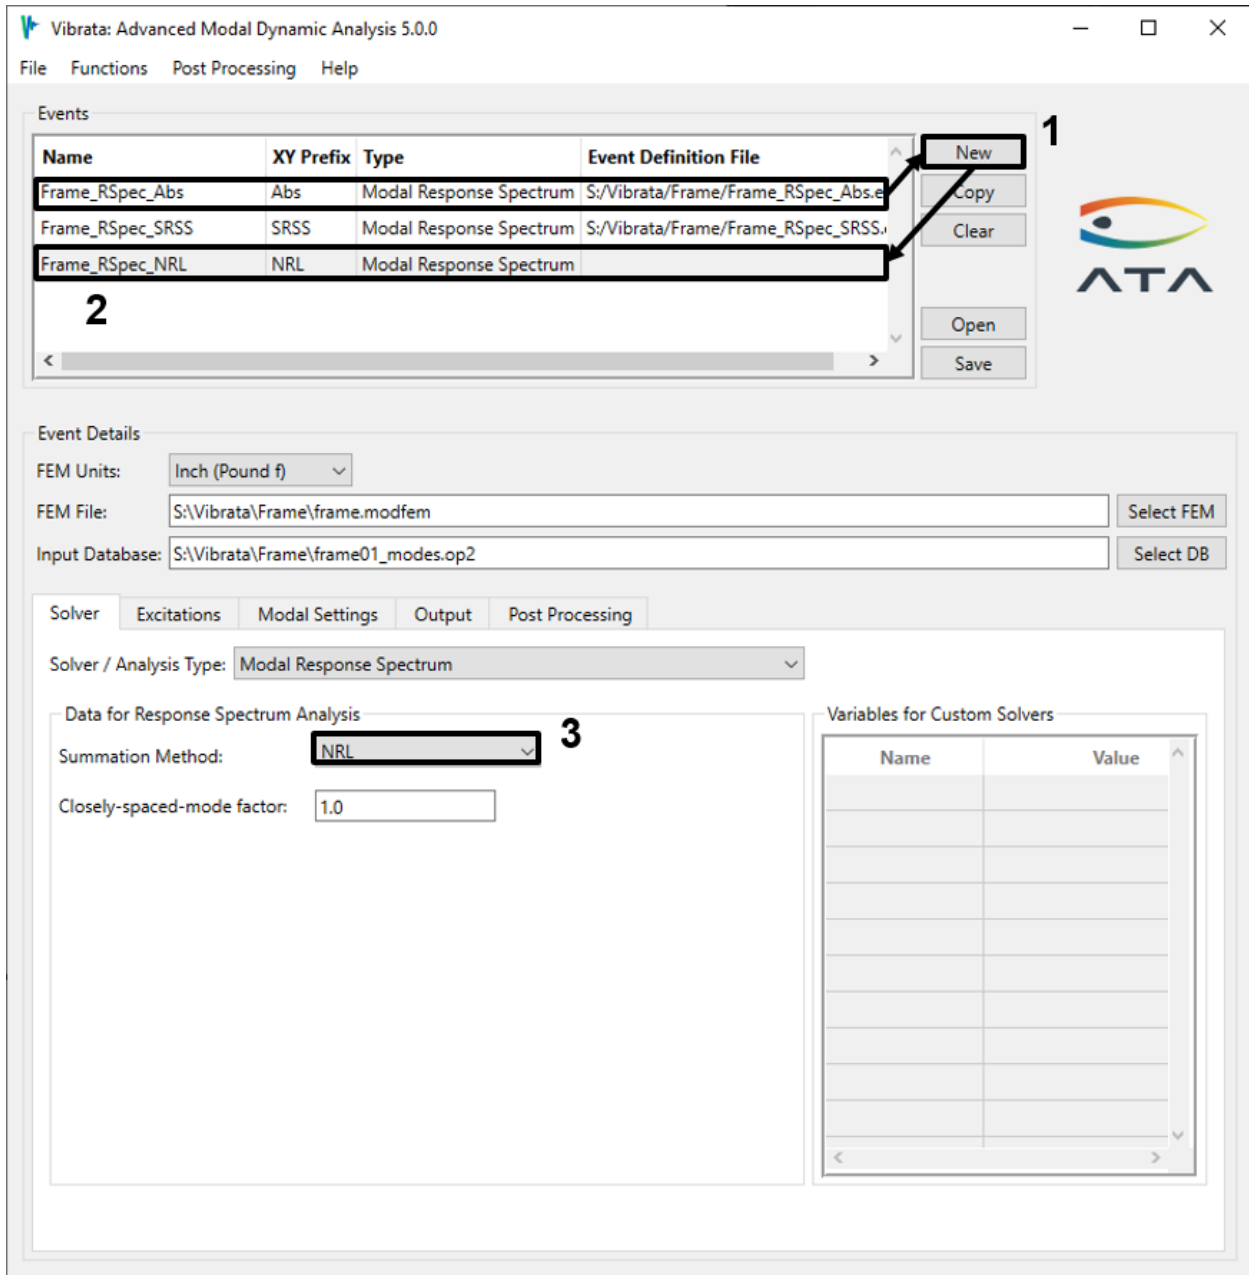 Vibrata: Advanced Modal Dynamic Analysis 5.0.0
File Functions Post Processing Help
Events
1
Name XY Prefix Type Event Definition File
New
Frame_RSpec_Abs Abs Modal Response Spectrum S:/Vibrata/Frame/Frame_RSpec_Abs.e
Copy
Frame_RSpec_SRSS SRSS Modal Response Spectrum S:/Vibrata/Frame/Frame_RSpec_SRSS.
Clear
Frame_RSpec_NRL NRL Modal Response Spectrum
ATA
2
Open
Save
Event Details
FEM Units: Inch (Pound f)
FEM File: S:\Vibrata\Frame\frame.modfem Select FEM
Input Database: S:\Vibrata\Frame\frame01_modes.op2 Select DB
Solver Excitations Modal Settings Output Post Processing
Solver / Analysis Type: Modal Response Spectrum
Data for Response Spectrum Analysis
Variables for Custom Solvers
Summation Method: NRL 3
Name Value
Closely-spaced-mode factor: 1.0